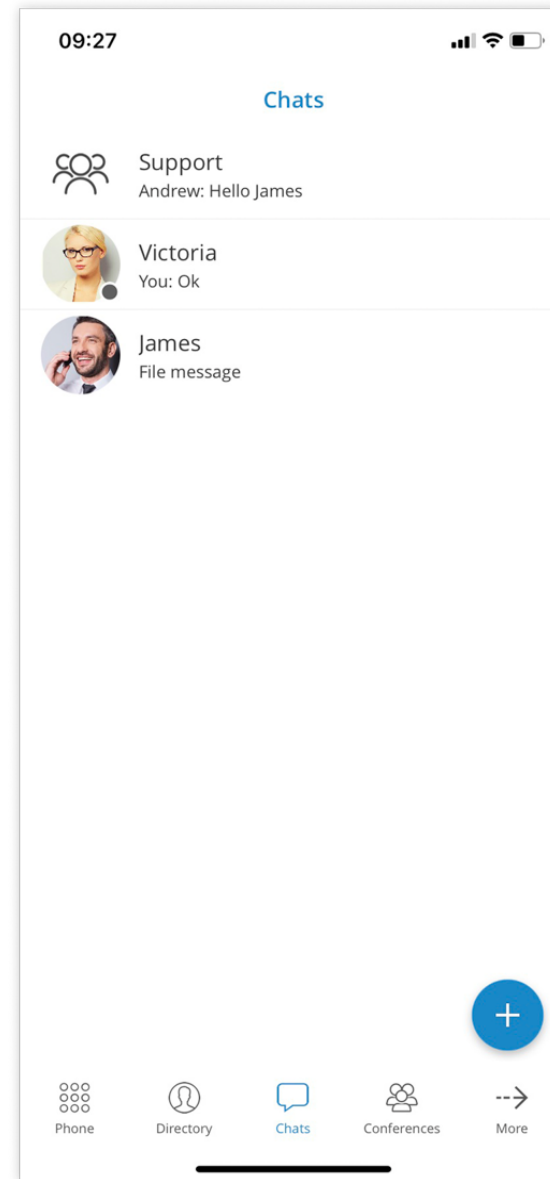 09:27
Chats
Support
Andrew: Hello James
Victoria
You: Ok
James
File message
Phone Directory Chats Conferences More